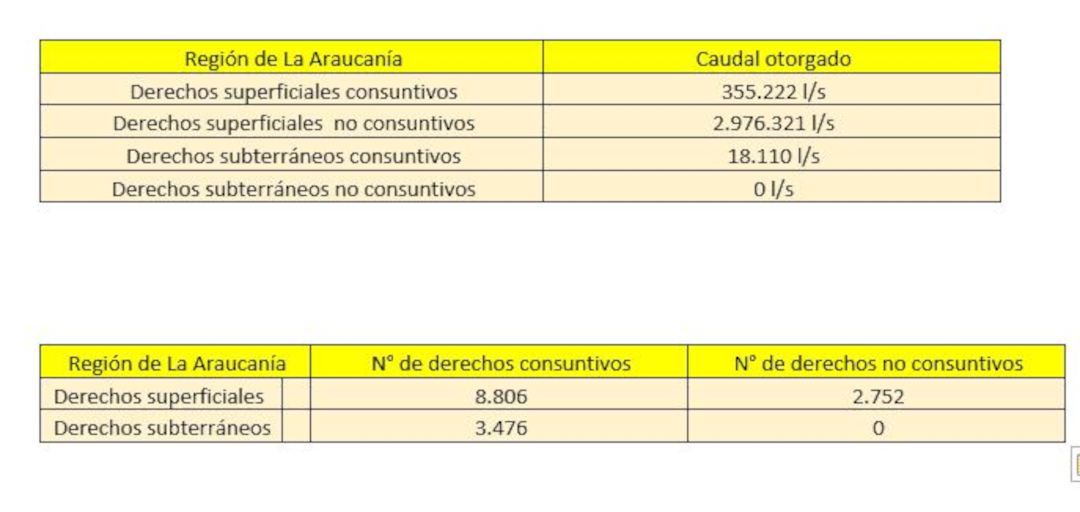 Región de La Araucanía Caudal otorgado
Derechos superficiales consuntivos 355.222 l/s
Derechos superficiales no consuntivos 2.976.321 l/s
Derechos subterráneos consuntivos 18.110 l/s
Derechos subterráneos no consuntivos 0 l/s
Región de La Araucanía N° de derechos consuntivos N° de derechos no consuntivos
Derechos superficiales 8.806 2.752
Derechos subterráneos 3.476 0